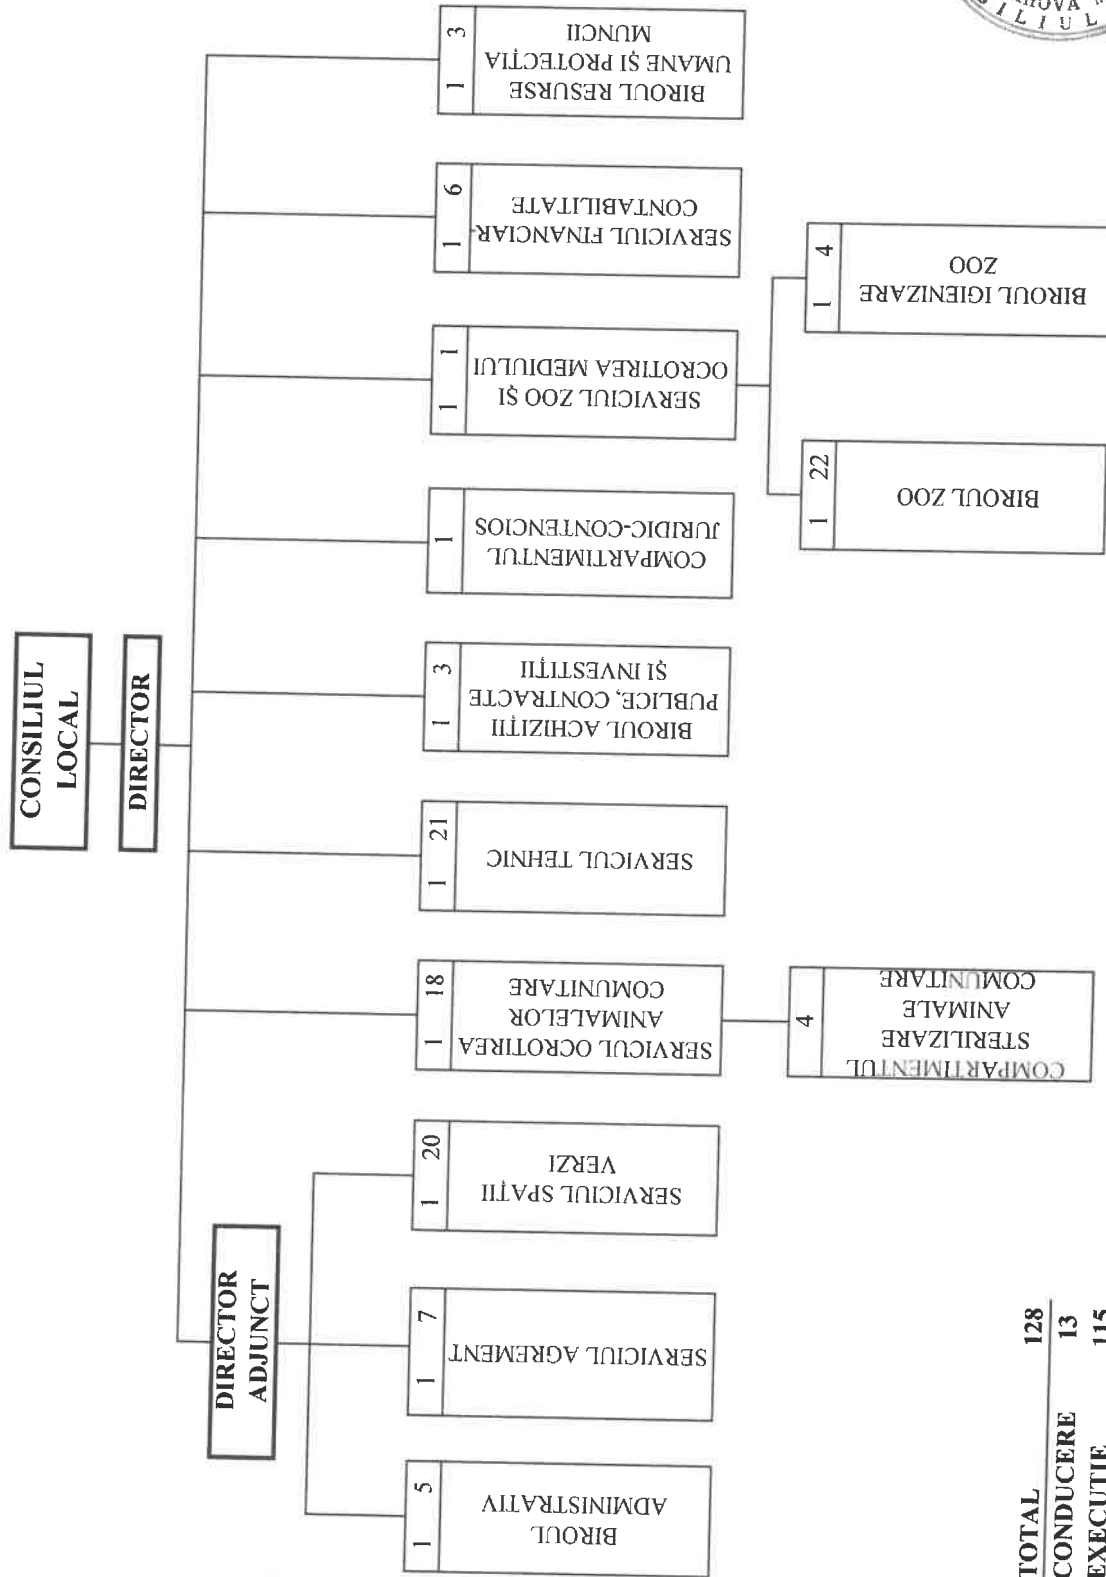 CONSILIUL
LOCAL
DIRECTOR
DIRECTOR
ADJUNCT
1 5
BIROUL
ADMINISTRATIV
1 7
SERVICIUL AGREMENT
1 20
SERVICIUL SPAȚII
VERZI
1 18
SERVICUL OCROTIREA
ANIMALELOR
COMUNITARE
4
COMPARTIMENTUL
STERILIZARE
ANIMALE
COMUNITARE
1 21
SERVICUL TEHNIC
1 3
BIROUL ACHIZIȚII
PUBLICE, CONTRACTE
ȘI INVESTIȚII
1
COMPARTIMENTUL
JURIDIC-CONTENCIOS
1 1
SERVICIUL ZOO ȘI
OCROTIREA MEDIULUI
1 22
BIROUL ZOO
1 4
BIROUL IGIENIZARE
ZOO
1 6
SERVICIUL FINANCIAR-
CONTABILITATE
1 3
BIROUL RESURSE
UMANE ȘI PROTECȚIA
MUNCII
TOTAL 128
CONDUCERE 13
EXECUTIE 115